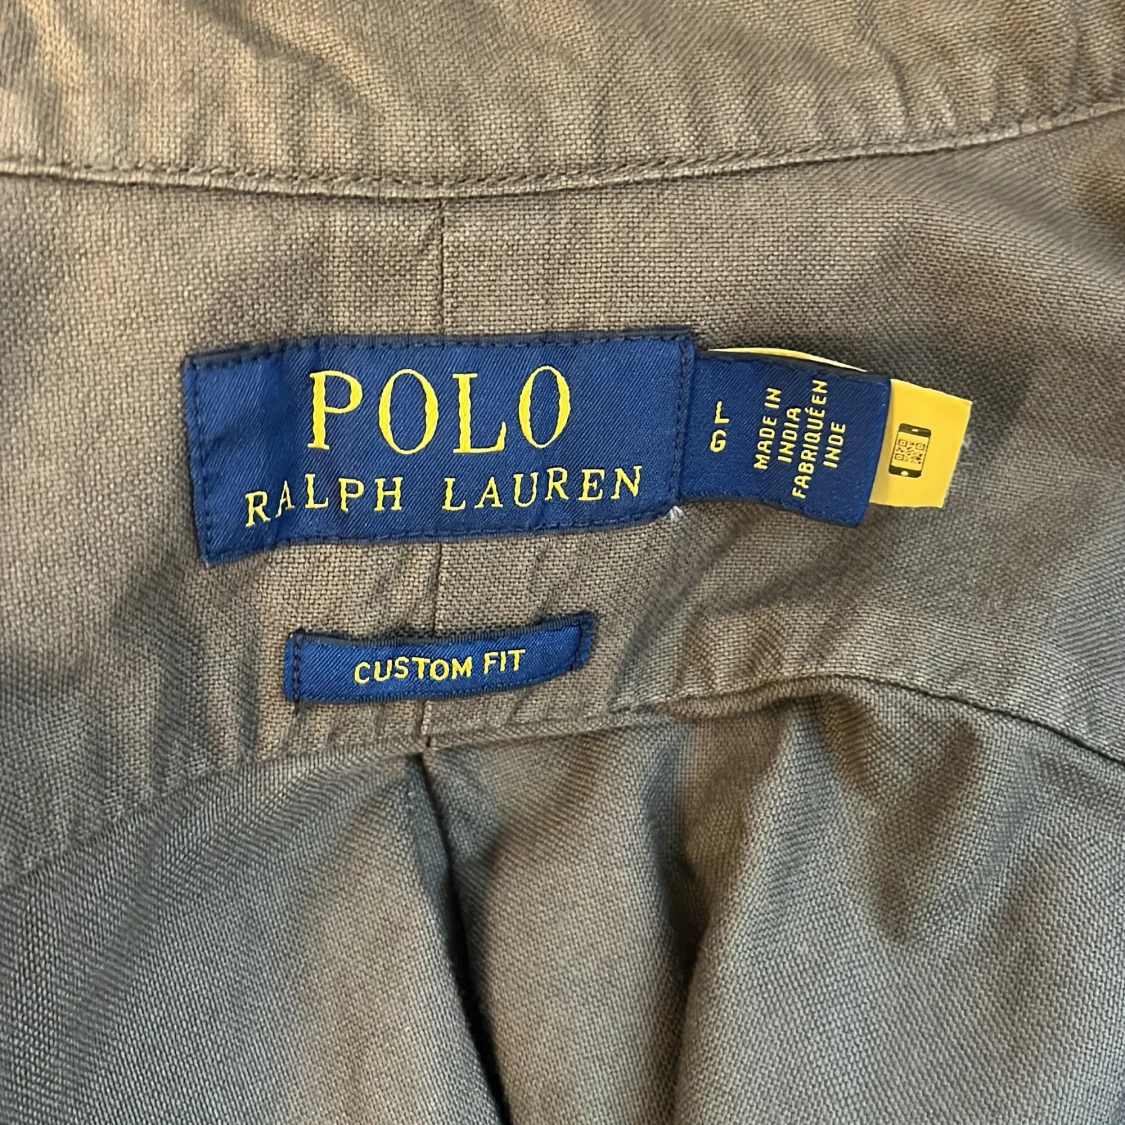 POLO
RALPH LAUREN
L
G
MADE IN
INDIA
FABRIQUÉ EN
INDE
CUSTOM FIT